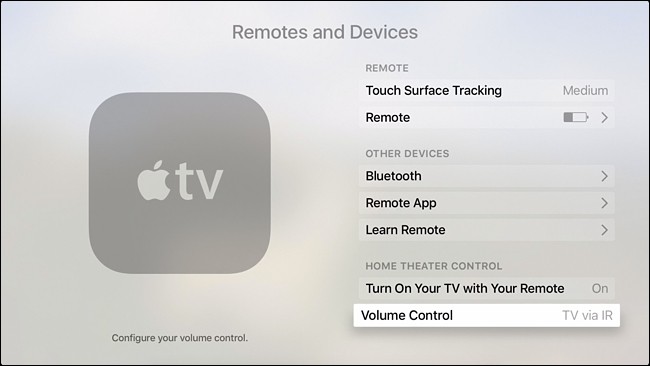 Remotes and Devices
REMOTE
Touch Surface Tracking Medium
Remote
OTHER DEVICES
Bluetooth
Remote App
Learn Remote
HOME THEATER CONTROL
Turn On Your TV with Your Remote On
Volume Control TV via IR
tv
Configure your volume control.